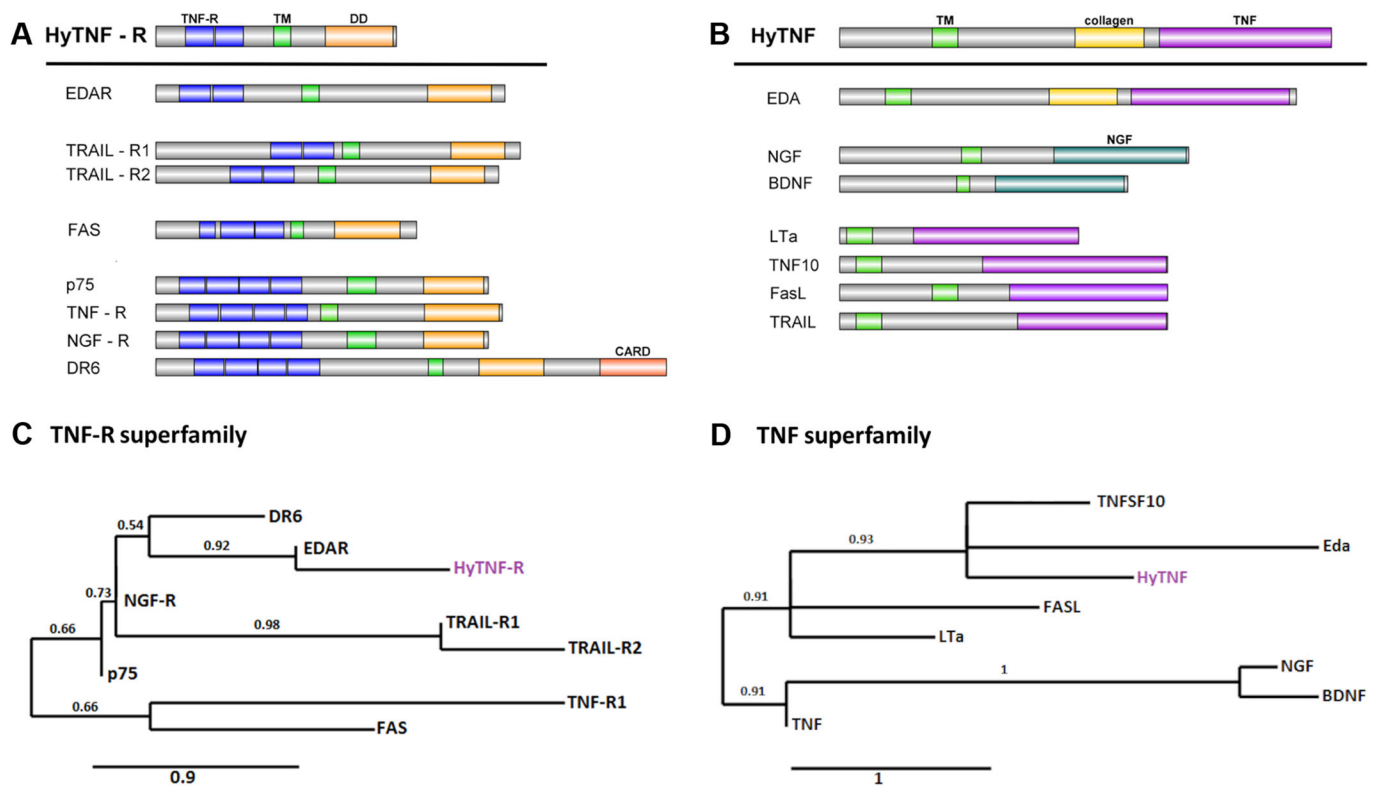 A
HyTNF - R
TNF-R
TM
DD
EDAR
TRAIL - R1
TRAIL - R2
FAS
p75
TNF - R
NGF - R
DR6
CARD
B
HyTNF
TM
collagen
TNF
EDA
NGF
NGF
BDNF
LTa
TNF10
FasL
TRAIL
C TNF-R superfamily
0.54
DR6
0.92
EDAR
HyTNF-R
0.73
NGF-R
0.66
0.98
TRAIL-R1
TRAIL-R2
p75
0.66
TNF-R1
FAS
0.9
D TNF superfamily
TNFSF10
0.93
Eda
HyTNF
0.91
FASL
LTa
1
NGF
0.91
BDNF
TNF
1